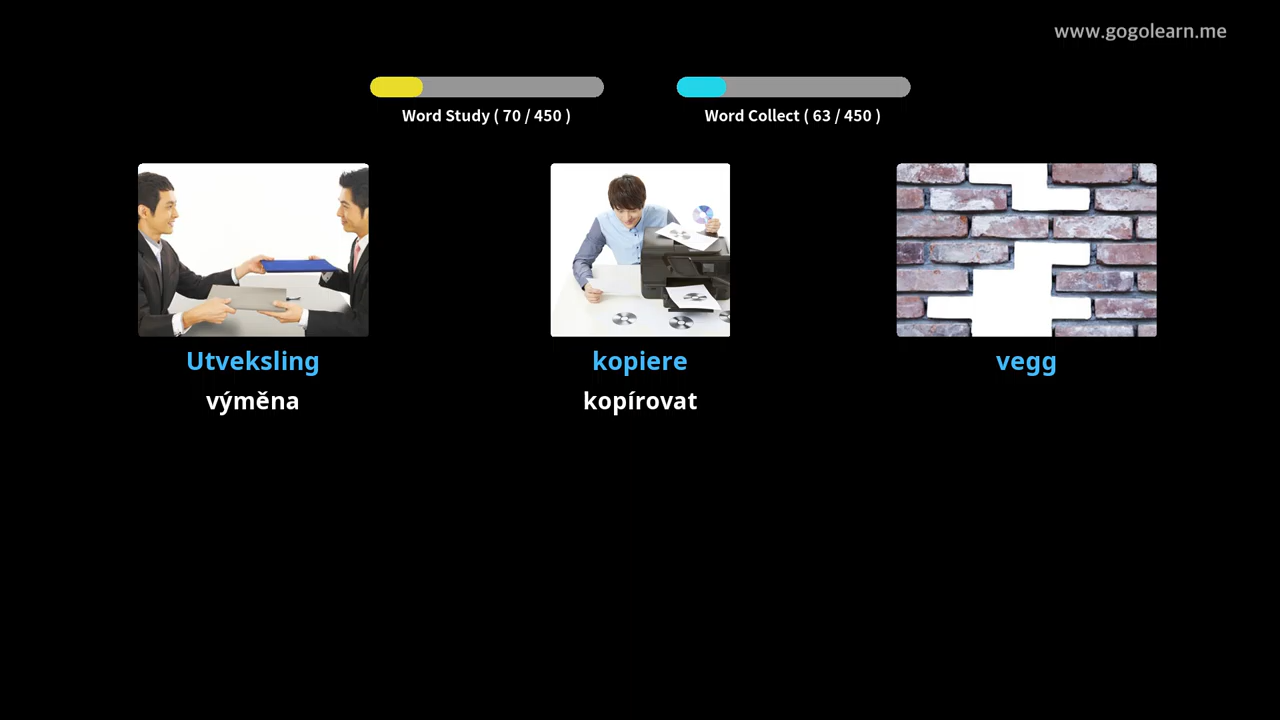 www.gogolearn.me
Word Study ( 70 / 450 )
Word Collect ( 63 / 450 )
Utveksling
kopiere
vegg
výměna
kopírovat